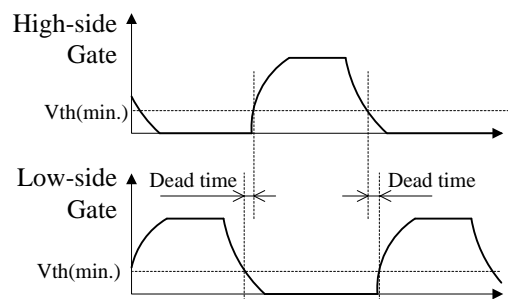 High-side
Gate
Vth(min.)
Low-side
Gate
Dead time
Dead time
Vth(min.)